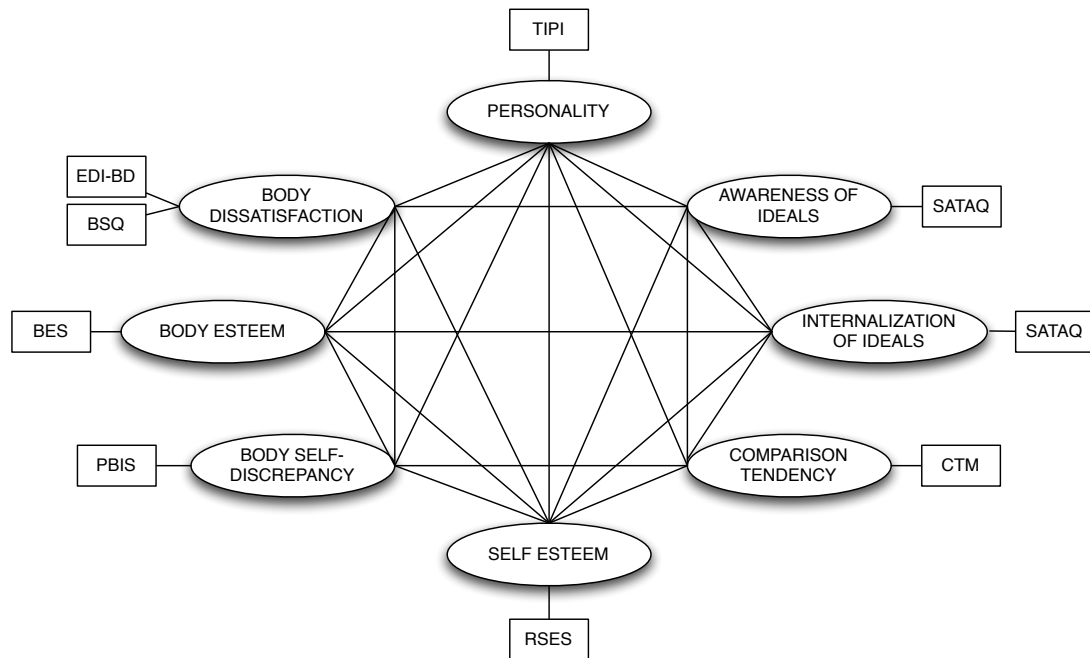 TIPI
PERSONALITY
EDI-BD
BSQ
BODY
DISSATISFACTION
AWARENESS OF
IDEALS
SATAQ
BES
BODY ESTEEM
INTERNALIZATION
OF IDEALS
SATAQ
PBIS
BODY SELF-
DISCREPANCY
COMPARISON
TENDENCY
CTM
SELF ESTEEM
RSES